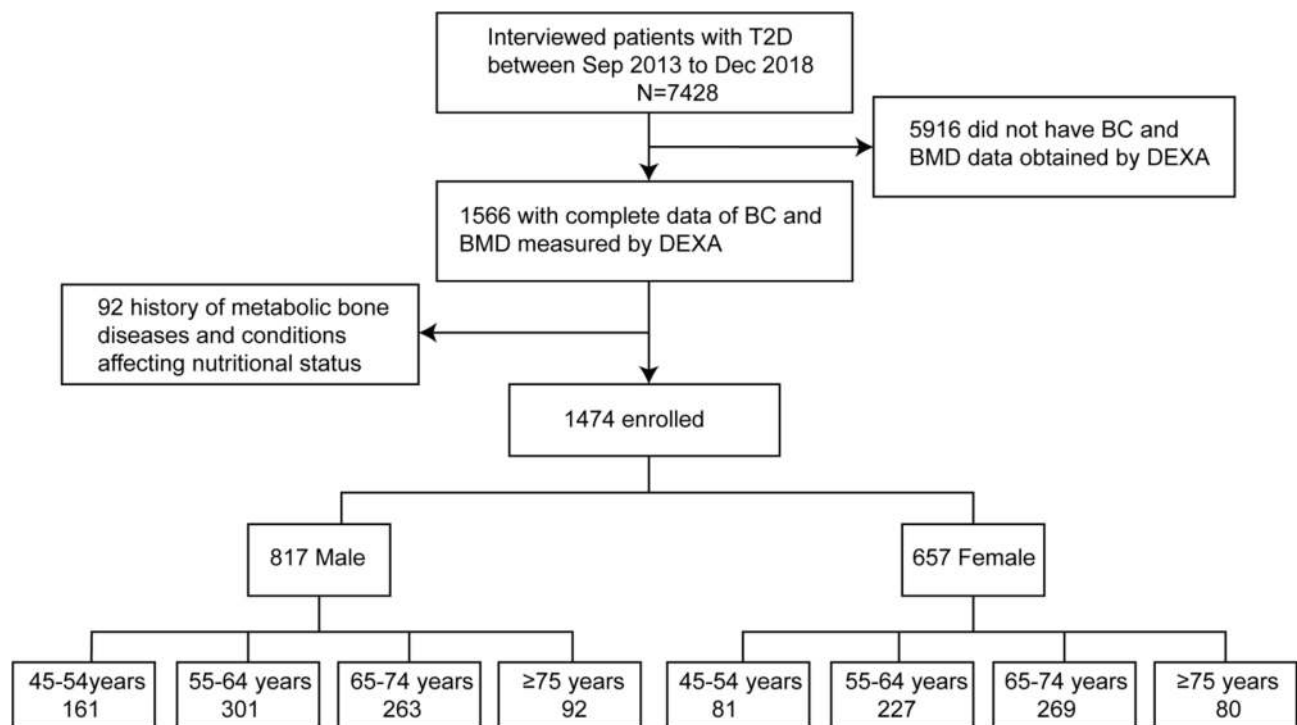 Interviewed patients with T2D
between Sep 2013 to Dec 2018
N=7428
5916 did not have BC and
BMD data obtained by DEXA
1566 with complete data of BC and
BMD measured by DEXA
92 history of metabolic bone
diseases and conditions
affecting nutritional status
1474 enrolled
817 Male
657 Female
45-54years
161
55-64 years
301
65-74 years
263
≥75 years
92
45-54 years
81
55-64 years
227
65-74 years
269
≥75 years
80